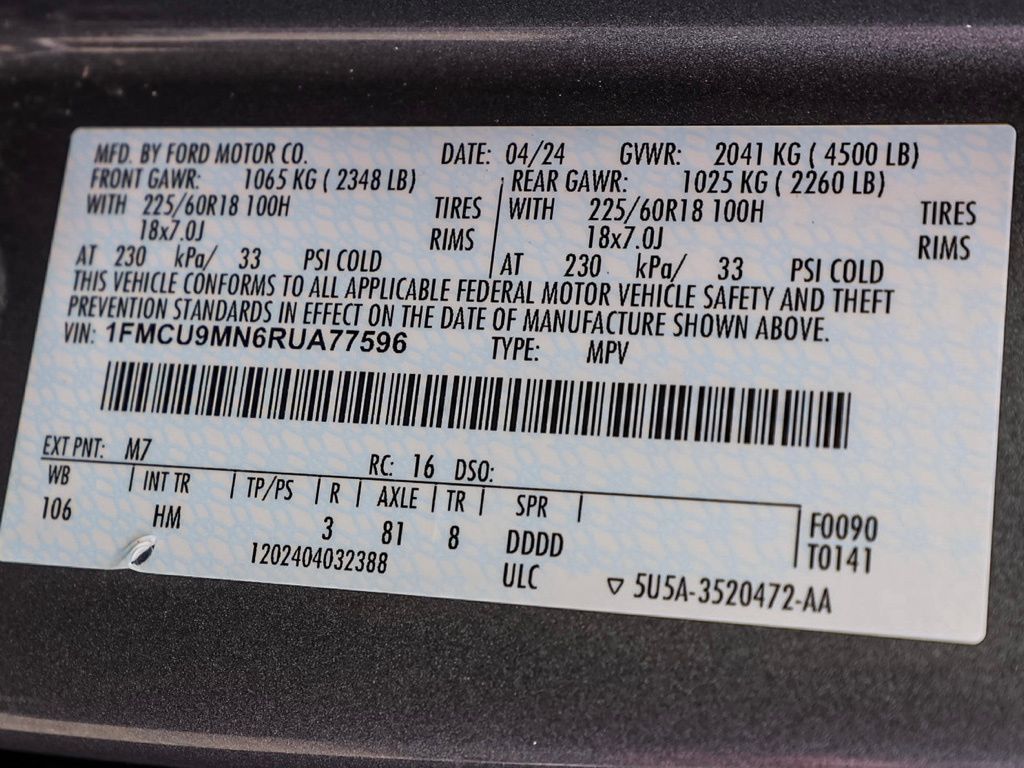 MFD. BY FORD MOTOR CO. DATE: 04/24 GVWR: 2041 KG ( 4500 LB)
FRONT GAWR: 1065 KG ( 2348 LB) REAR GAWR: 1025 KG ( 2260 LB)
WITH 225/60R18 100H TIRES WITH 225/60R18 100H TIRES
18x7.0J RIMS 18x7.0J RIMS
AT 230 kPa/ 33 PSI COLD AT 230 kPa/ 33 PSI COLD
THIS VEHICLE CONFORMS TO ALL APPLICABLE FEDERAL MOTOR VEHICLE SAFETY AND THEFT
PREVENTION STANDARDS IN EFFECT ON THE DATE OF MANUFACTURE SHOWN ABOVE.
VIN: 1FMCU9MN6RUA77596 TYPE: MPV
EXT PNT: M7 RC: 16 DSO:
WB INT TR TP/PS R AXLE TR SPR
106 HM 3 81 8 DDDD F0090
1202404032388 ULC T0141
▽ 5U5A-3520472-AA